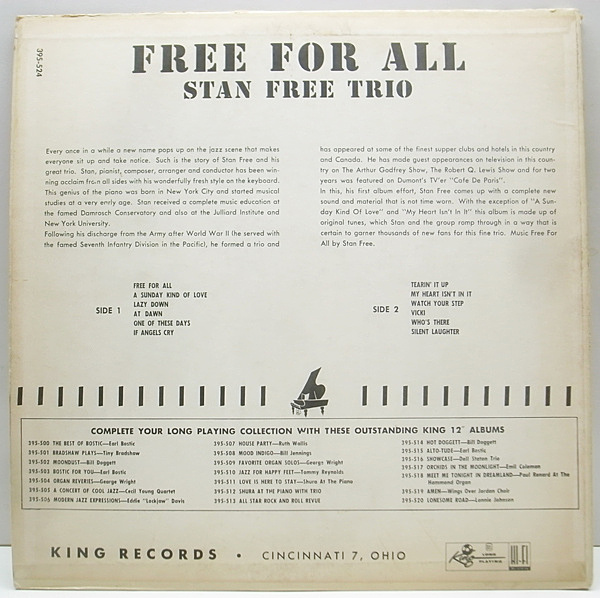 395-524
FREE FOR ALL
STAN FREE TRIO
Every once in a while a new name pops up on the jazz scene that makes
everyone sit up and take notice. Such is the story of Stan Free and his
great trio. Stan, pianist, composer, arranger and conductor has been win-
ning acclaim from all sides with his wonderfully fresh style on the keyboard.
This genius of the piano was born in New York City and started musical
studies at a very early age. Stan received a complete music education at
the famed Damrosch Conservatory and also at the Julliard Institute and
New York University.
Following his discharge from the Army after World War II (he served with
the famed Seventh Infantry Division in the Pacific), he formed a trio and
has appeared at some of the finest supper clubs and hotels in this country
and Canada. He has made guest appearances on television in this coun-
try on The Arthur Godfrey Show, The Robert Q. Lewis Show and for two
years was featured on Dumont's TV'er "Cafe De Paris".
In this, his first album effort, Stan Free comes up with a complete new
sound and material that is not time worn. With the exception of "A Sun-
day Kind Of Love" and "My Heart Isn't In It" this album is made up of
original tunes, which Stan and the group romp through in a way that is
certain to garner thousands of new fans for this fine trio. Music Free For
All by Stan Free.
SIDE 1
FREE FOR ALL
A SUNDAY KIND OF LOVE
LAZY DOWN
AT DAWN
ONE OF THESE DAYS
IF ANGELS CRY
SIDE 2
TEARIN' IT UP
MY HEART ISN'T IN IT
WATCH YOUR STEP
VICKI
WHO'S THERE
SILENT LAUGHTER
COMPLETE YOUR LONG PLAYING COLLECTION WITH THESE OUTSTANDING KING 12" ALBUMS
395-500 THE BEST OF BOSTIC—Earl Bostic
395-501 BRADSHAW PLAYS—Tiny Bradshaw
395-502 MOONDUST—Bill Doggett
395-503 BOSTIC FOR YOU—Earl Bostic
395-504 ORGAN REVERIES—George Wright
395-505 A CONCERT OF COOL JAZZ—Cecil Young Quartet
395-506 MODERN JAZZ EXPRESSIONS—Eddie "Lockjaw" Davis
395-507 HOUSE PARTY—Ruth Wallis
395-508 MOOD INDIGO—Bill Jennings
395-509 FAVORITE ORGAN SOLOS—George Wright
395-510 JAZZ FOR HAPPY FEET—Tommy Reynolds
395-511 LOVE IS HERE TO STAY—Shura At The Piano
395-512 SHURA AT THE PIANO WITH TRIO
395-513 ALL STAR ROCK AND ROLL REVUE
395-514 HOT DOGGETT—Bill Doggett
395-515 ALTO-TUDE—Earl Bostic
395-516 SHOWCASE—Dell Staton Trio
395-517 ORCHIDS IN THE MOONLIGHT—Emil Coleman
395-518 MEET ME TONIGHT IN DREAMLAND—Paul Renard At The
Hammond Organ
395-519 AMEN—Wings Over Jordan Choir
395-520 LONESOME ROAD—Lonnie Johnson
KING RECORDS • CINCINNATI 7, OHIO
King
LONG
PLAYING
HI-FI